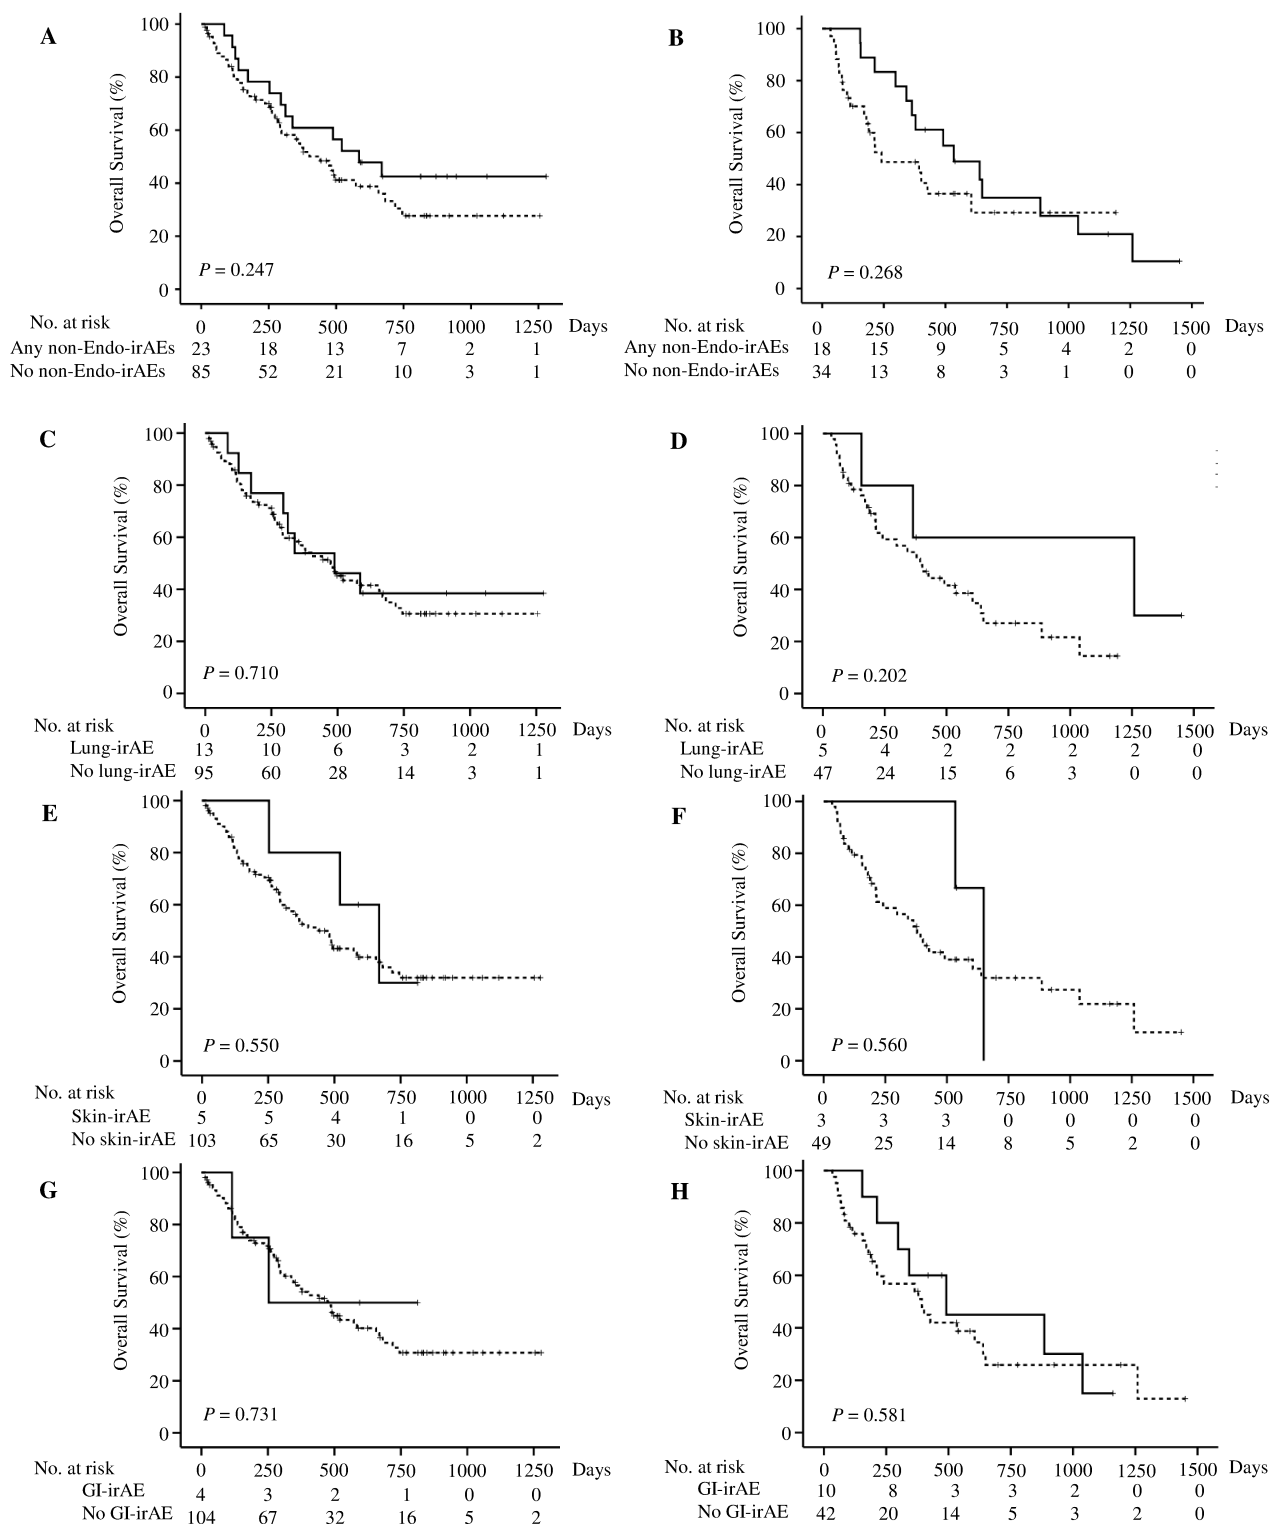 A
Overall Survival (%)
100
80
60
40
20
0
P = 0.247
No. at risk 0 250 500 750 1000 1250 Days
Any non-Endo-irAEs 23 18 13 7 2 1
No non-Endo-irAEs 85 52 21 10 3 1
B
Overall Survival (%)
100
80
60
40
20
0
P = 0.268
No. at risk 0 250 500 750 1000 1250 1500 Days
Any non-Endo-irAEs 18 15 9 5 4 2 0
No non-Endo-irAEs 34 13 8 3 1 0 0
C
Overall Survival (%)
100
80
60
40
20
0
P = 0.710
No. at risk 0 250 500 750 1000 1250 Days
Lung-irAE 13 10 6 3 2 1
No lung-irAE 95 60 28 14 3 1
D
Overall Survival (%)
100
80
60
40
20
0
P = 0.202
No. at risk 0 250 500 750 1000 1250 1500 Days
Lung-irAE 5 4 2 2 2 2 0
No lung-irAE 47 24 15 6 3 0 0
E
Overall Survival (%)
100
80
60
40
20
0
P = 0.550
No. at risk 0 250 500 750 1000 1250 Days
Skin-irAE 5 5 4 1 0 0
No skin-irAE 103 65 30 16 5 2
F
Overall Survival (%)
100
80
60
40
20
0
P = 0.560
No. at risk 0 250 500 750 1000 1250 1500 Days
Skin-irAE 3 3 3 0 0 0 0
No skin-irAE 49 25 14 8 5 2 0
G
Overall Survival (%)
100
80
60
40
20
0
P = 0.731
No. at risk 0 250 500 750 1000 1250 Days
GI-irAE 4 3 2 1 0 0
No GI-irAE 104 67 32 16 5 2
H
Overall Survival (%)
100
80
60
40
20
0
P = 0.581
No. at risk 0 250 500 750 1000 1250 1500 Days
GI-irAE 10 8 3 3 2 0 0
No GI-irAE 42 20 14 5 3 2 0